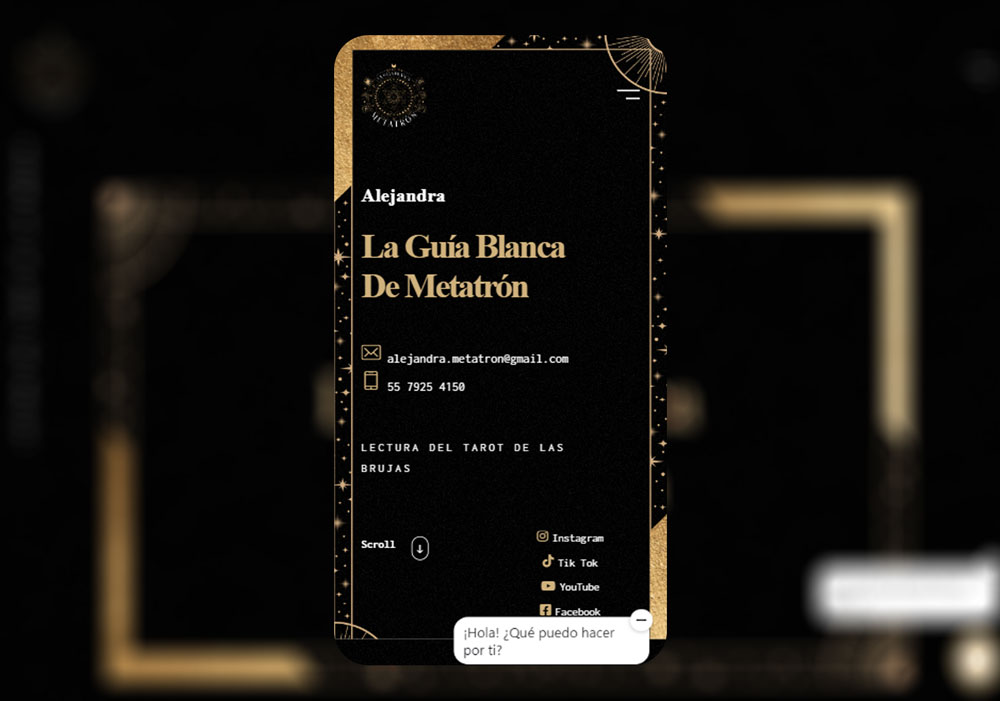 METATRÓN
Alejandra
La Guía Blanca
De Metatrón
alejandra.metatron@gmail.com
55 7925 4150
LECTURA DEL TAROT DE LAS
BRUJAS
Scroll
Instagram
Tik Tok
YouTube
Facebook
¡Hola! ¿Qué puedo hacer
por ti?